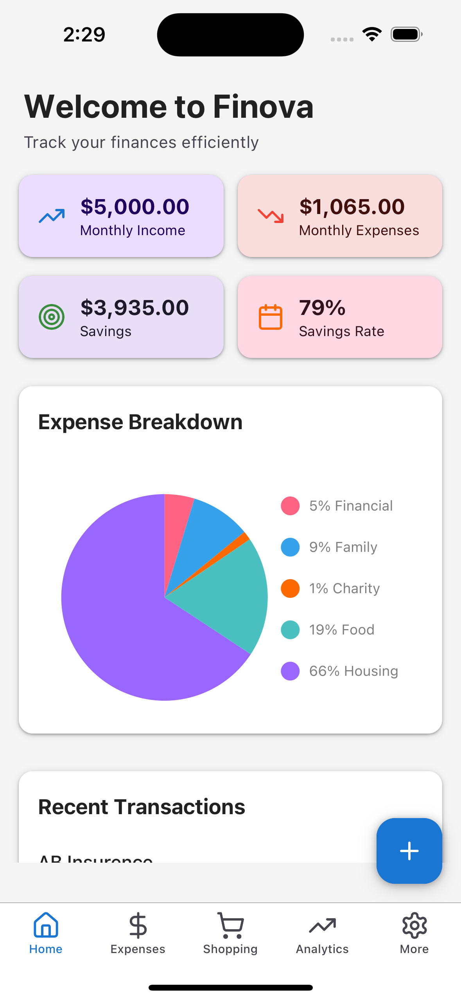 2:29
Welcome to Finova
Track your finances efficiently
$5,000.00
Monthly Income
$1,065.00
Monthly Expenses
$3,935.00
Savings
79%
Savings Rate
Expense Breakdown
5% Financial
9% Family
1% Charity
19% Food
66% Housing
Recent Transactions
AB Insurence
Home
Expenses
Shopping
Analytics
More